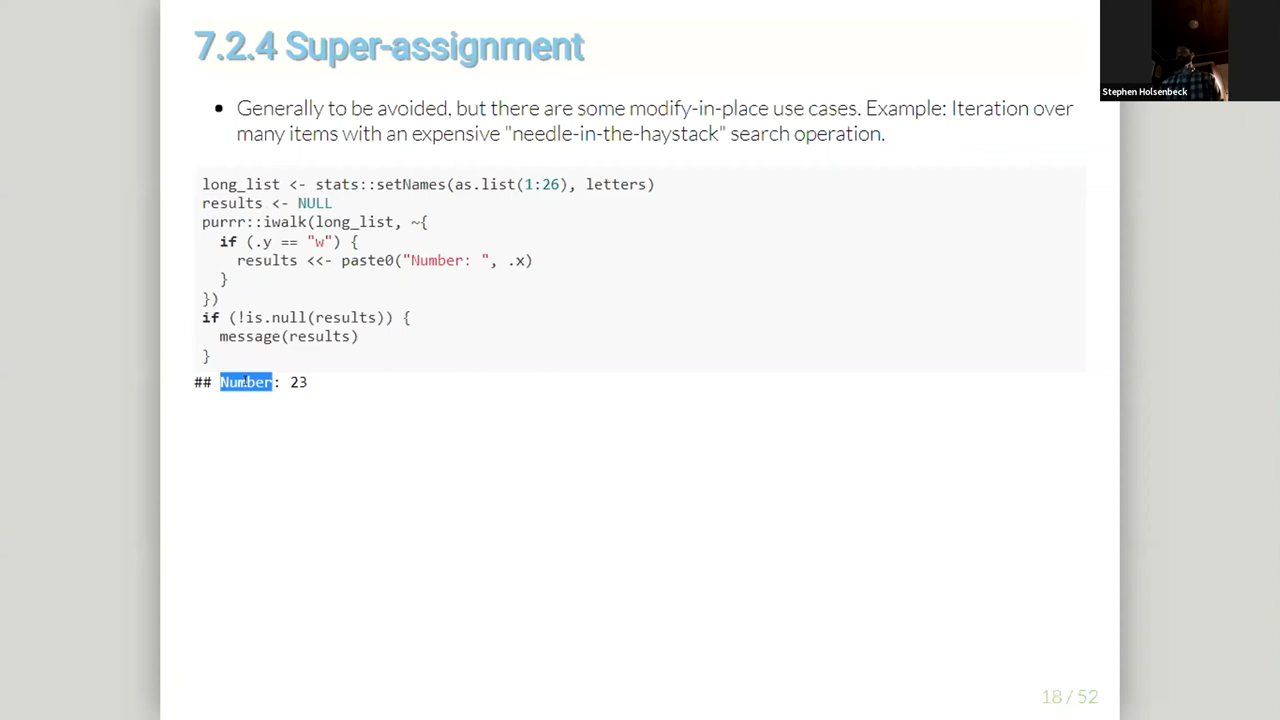 7.2.4 Super-assignment
Stephen Holsenbeck
• Generally to be avoided, but there are some modify-in-place use cases. Example: Iteration over
many items with an expensive "needle-in-the-haystack" search operation.
long_list <- stats::setNames(as.list(1:26), letters)
results <- NULL
purrr::iwalk(long_list, ~{
  if (.y == "w") {
    results <<- paste0("Number: ", .x)
  }
})
if (!is.null(results)) {
  message(results)
}
## Number: 23
18 / 52